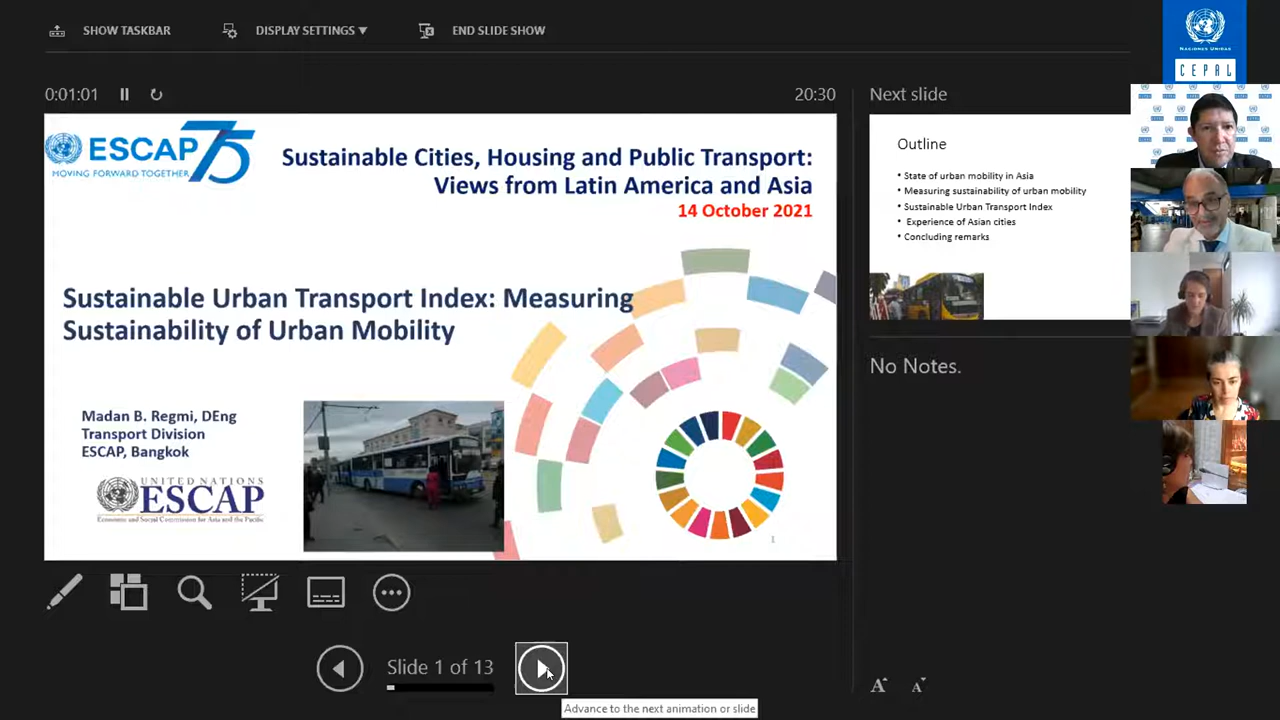 SHOW TASKBAR
DISPLAY SETTINGS ▼
END SLIDE SHOW
0:01:01
20:30
ESCAP 75
MOVING FORWARD TOGETHER
Sustainable Cities, Housing and Public Transport:
Views from Latin America and Asia
14 October 2021
Sustainable Urban Transport Index: Measuring
Sustainability of Urban Mobility
Madan B. Regmi, DEng
Transport Division
ESCAP, Bangkok
UNITED NATIONS
ESCAP
Economic and Social Commission for Asia and the Pacific
1
Next slide
Outline
• State of urban mobility in Asia
• Measuring sustainability of urban mobility
• Sustainable Urban Transport Index
• Experience of Asian cities
• Concluding remarks
No Notes.
Slide 1 of 13
Advance to the next animation or slide
A
A
NACIONES UNIDAS
CEPAL